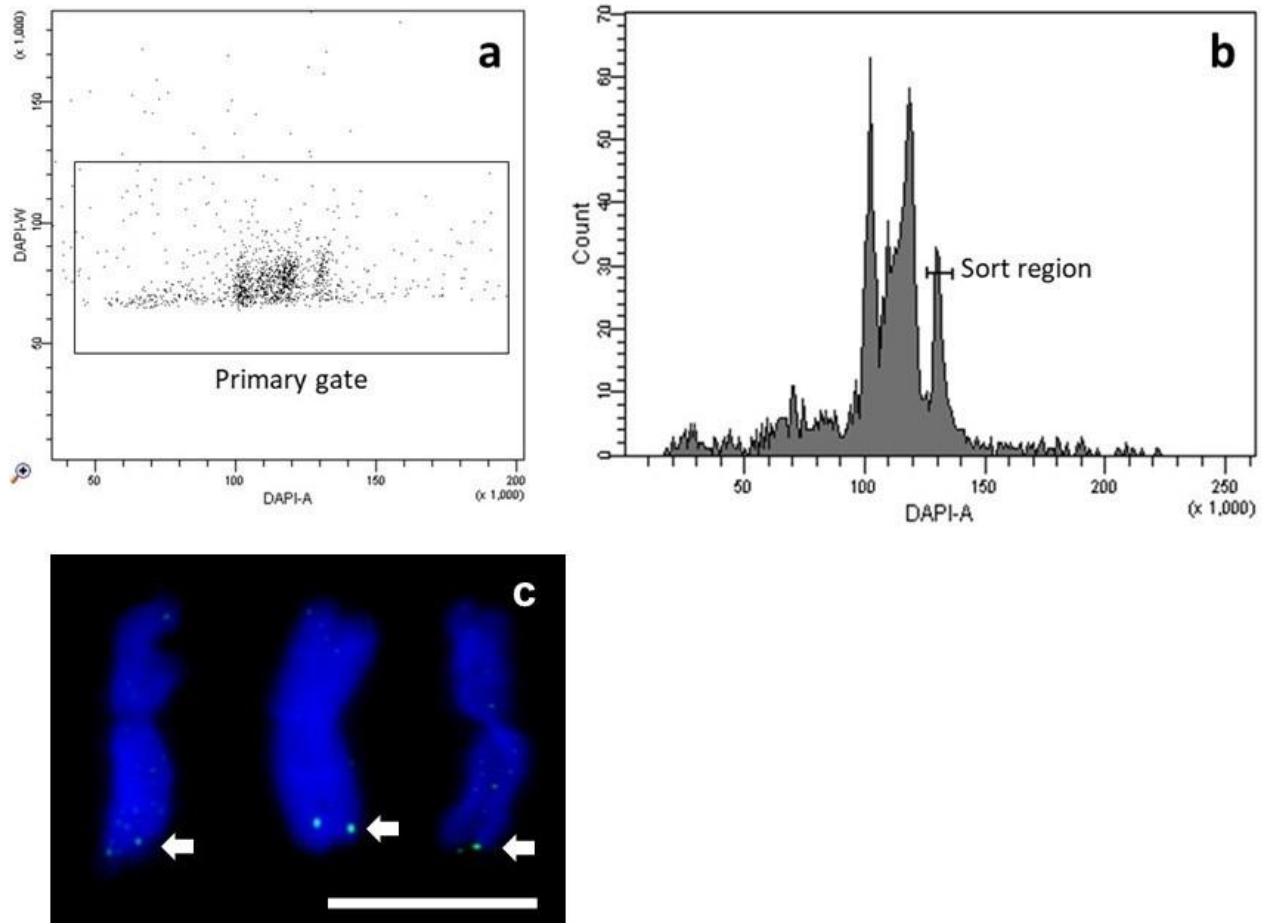 (x 1,000)
a
150
100
50
DAPI-W
Primary gate
50 100 150 200
DAPI-A
(x 1,000)
b
70
60
50
40
30
20
10
0
Count
Sort region
50 100 150 200 250
DAPI-A
(x 1,000)
c